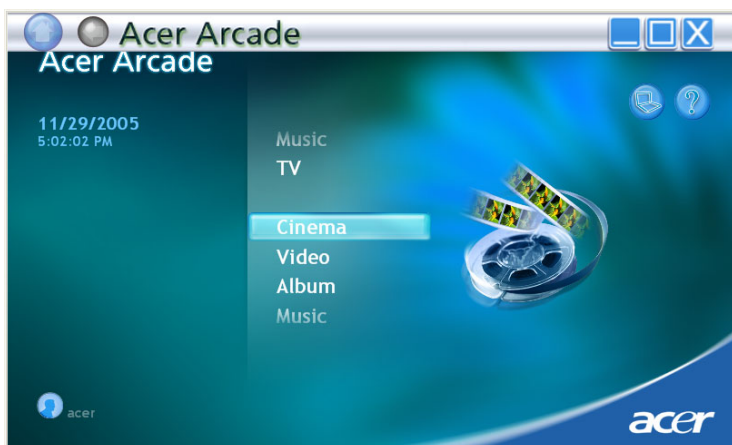 Acer Arcade
Acer Arcade
11/29/2005
5:02:02 PM
Music
TV
Cinema
Video
Album
Music
acer
acer